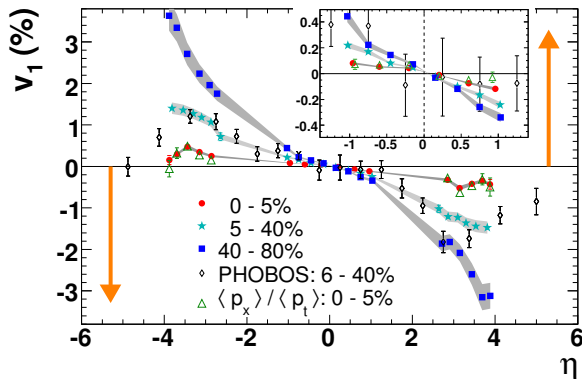 v1 (%)
3
2
1
0
-1
-2
-3
0.4
0.2
0
-0.2
-0.4
-1 -0.5 0 0.5 1
0 - 5%
5 - 40%
40 - 80%
PHOBOS: 6 - 40%
⟨ px ⟩ / ⟨ pt ⟩: 0 - 5%
-6 -4 -2 0 2 4 6
η